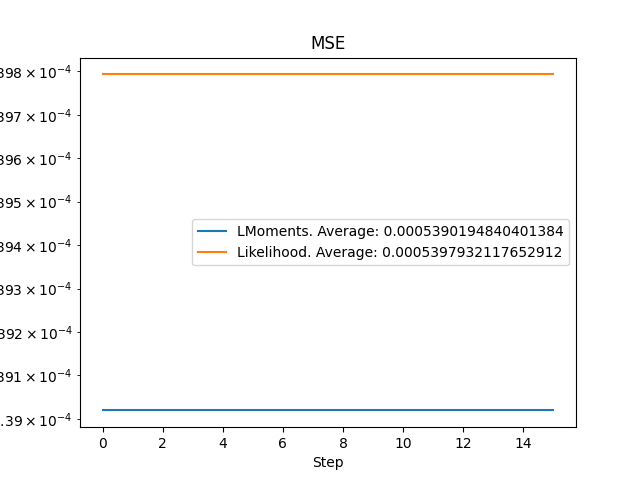 MSE
398 × 10⁻⁴
397 × 10⁻⁴
396 × 10⁻⁴
395 × 10⁻⁴
394 × 10⁻⁴
393 × 10⁻⁴
392 × 10⁻⁴
391 × 10⁻⁴
.39 × 10⁻⁴
LMoments. Average: 0.0005390194840401384
Likelihood. Average: 0.0005397932117652912
0 2 4 6 8 10 12 14
Step